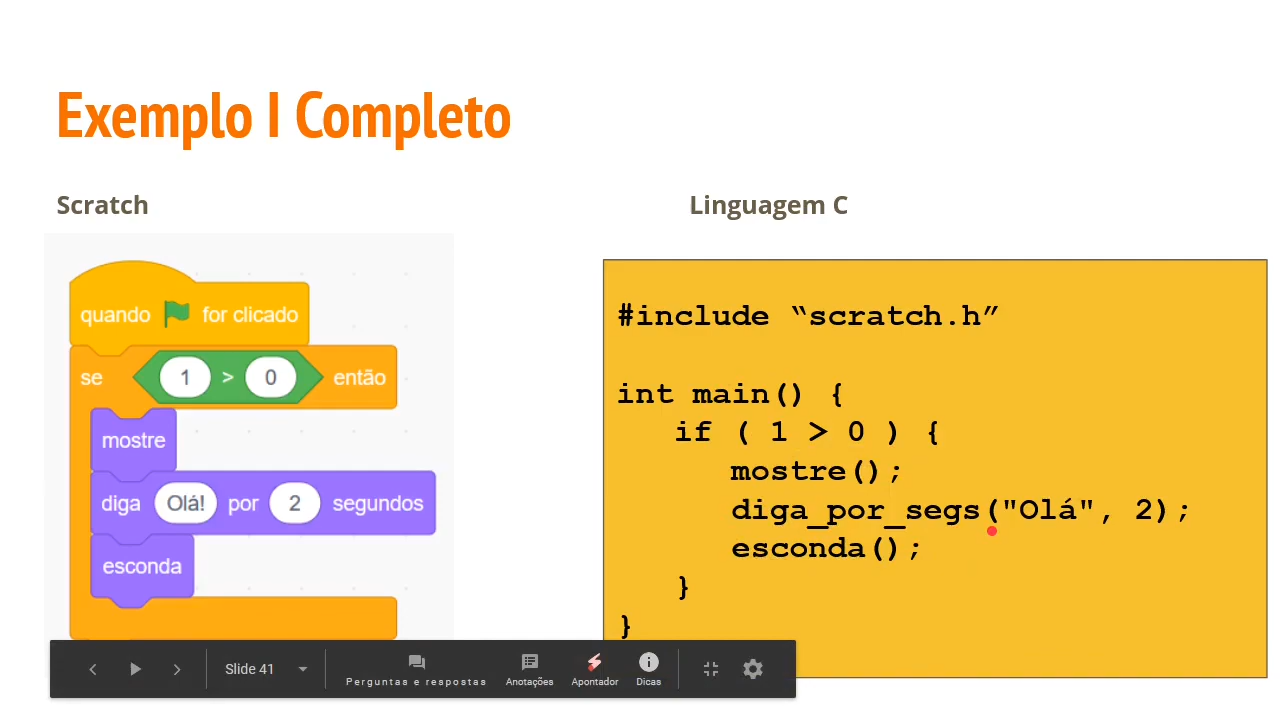 Exemplo I Completo
Scratch
quando for clicado
se 1 > 0 então
mostre
diga Olá! por 2 segundos
esconda
Linguagem C
#include “scratch.h”
int main() {
if ( 1 > 0 ) {
mostre();
diga_por_segs("Olá", 2);
esconda();
}
}
Slide 41
Perguntas e respostas
Anotações
Apontador
Dicas